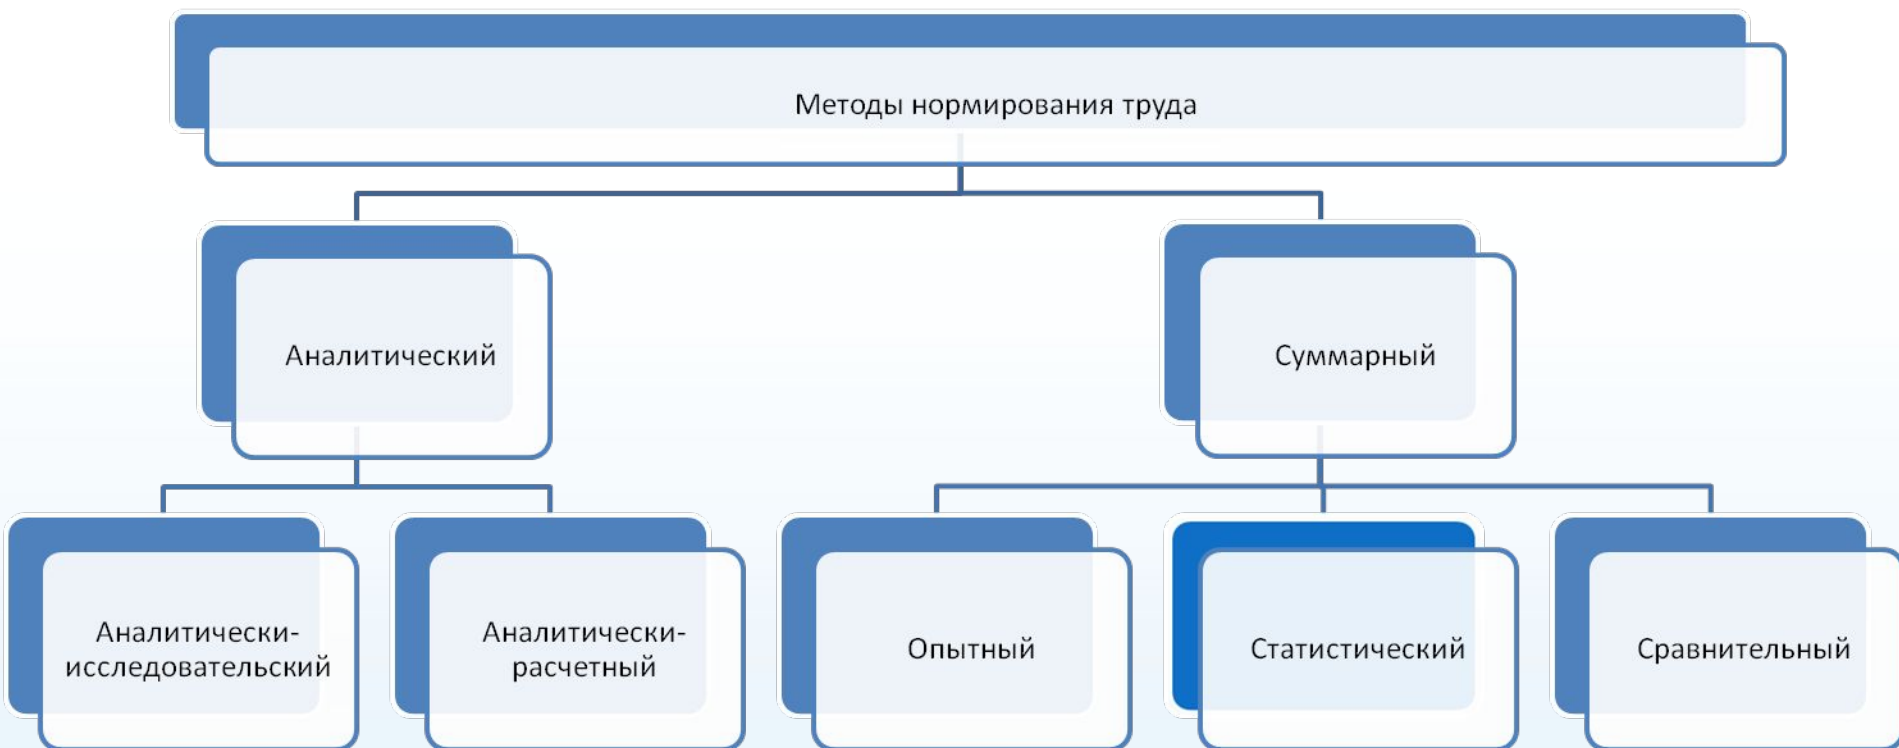 Методы нормирования труда
Аналитический
Суммарный
Аналитически-
исследовательский
Аналитически-
расчетный
Опытный
Статистический
Сравнительный